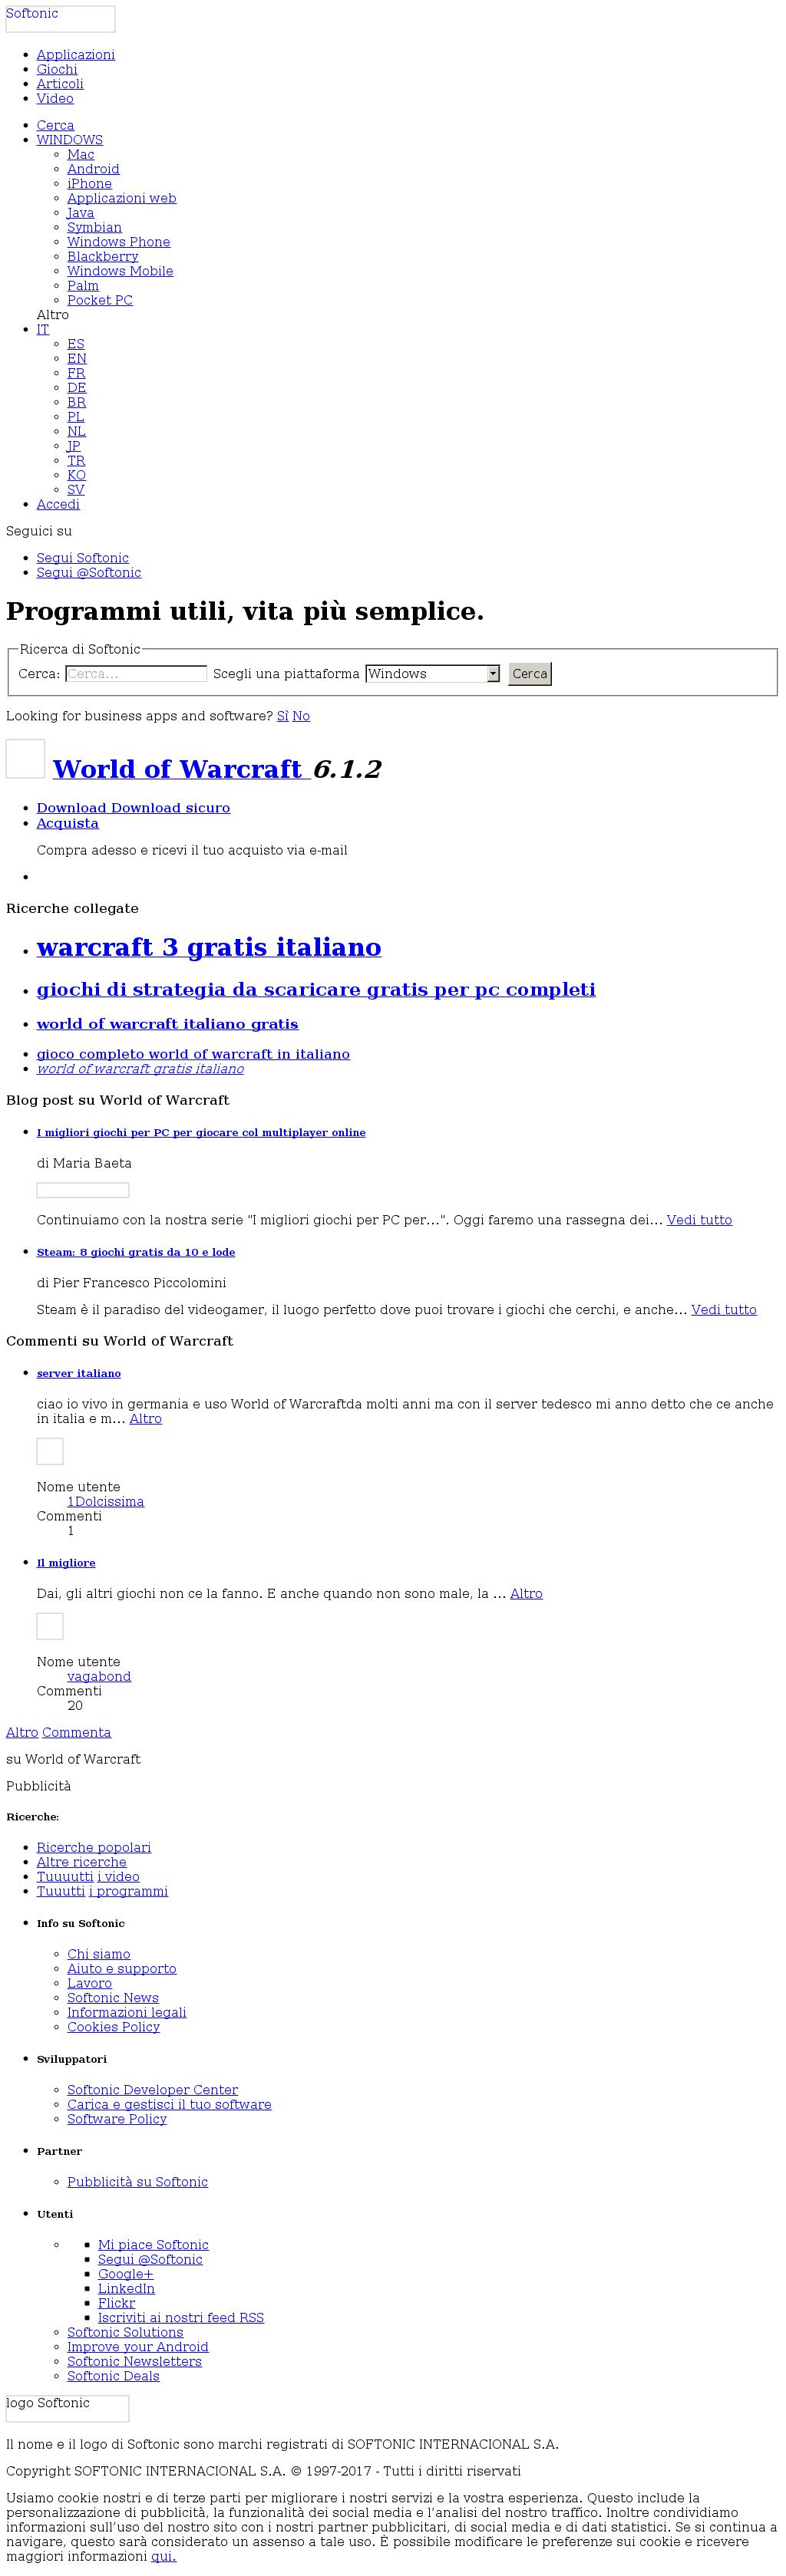 Softonic
Applicazioni
Giochi
Articoli
Video
Cerca
WINDOWS
Mac
Android
iPhone
Applicazioni web
Java
Symbian
Windows Phone
Blackberry
Windows Mobile
Palm
Pocket PC
Altro
IT
ES
EN
FR
DE
BR
PL
NL
JP
TR
KO
SV
Accedi
Seguici su
Segui Softonic
Segui @Softonic
Programmi utili, vita più semplice.
Ricerca di Softonic
Cerca: Cerca... Scegli una piattaforma Windows Cerca
Looking for business apps and software? Sì No
World of Warcraft 6.1.2
Download Download sicuro
Acquista
Compra adesso e ricevi il tuo acquisto via e-mail
Ricerche collegate
warcraft 3 gratis italiano
giochi di strategia da scaricare gratis per pc completi
world of warcraft italiano gratis
gioco completo world of warcraft in italiano
world of warcraft gratis italiano
Blog post su World of Warcraft
I migliori giochi per PC per giocare col multiplayer online
di Maria Baeta
Continuiamo con la nostra serie "I migliori giochi per PC per...". Oggi faremo una rassegna dei... Vedi tutto
Steam: 8 giochi gratis da 10 e lode
di Pier Francesco Piccolomini
Steam è il paradiso del videogamer, il luogo perfetto dove puoi trovare i giochi che cerchi, e anche... Vedi tutto
Commenti su World of Warcraft
server italiano
ciao io vivo in germania e uso World of Warcraftda molti anni ma con il server tedesco mi anno detto che ce anche
in italia e m... Altro
Nome utente
1Dolcissima
Commenti
1
Il migliore
Dai, gli altri giochi non ce la fanno. E anche quando non sono male, la ... Altro
Nome utente
vagabond
Commenti
20
Altro Commenta
su World of Warcraft
Pubblicità
Ricerche:
Ricerche popolari
Altre ricerche
Tuuuutti i video
Tuuutti i programmi
Info su Softonic
Chi siamo
Aiuto e supporto
Lavoro
Softonic News
Informazioni legali
Cookies Policy
Sviluppatori
Softonic Developer Center
Carica e gestisci il tuo software
Software Policy
Partner
Pubblicità su Softonic
Utenti
Mi piace Softonic
Segui @Softonic
Google+
LinkedIn
Flickr
Iscriviti ai nostri feed RSS
Softonic Solutions
Improve your Android
Softonic Newsletters
Softonic Deals
logo Softonic
Il nome e il logo di Softonic sono marchi registrati di SOFTONIC INTERNACIONAL S.A.
Copyright SOFTONIC INTERNACIONAL S.A. © 1997-2017 - Tutti i diritti riservati
Usiamo cookie nostri e di terze parti per migliorare i nostri servizi e la vostra esperienza. Questo include la
personalizzazione di pubblicità, la funzionalità dei social media e l’analisi del nostro traffico. Inoltre condividiamo
informazioni sull’uso del nostro sito con i nostri partner pubblicitari, di social media e di dati statistici. Se si continua a
navigare, questo sarà considerato un assenso a tale uso. È possibile modificare le preferenze sui cookie e ricevere
maggiori informazioni qui.